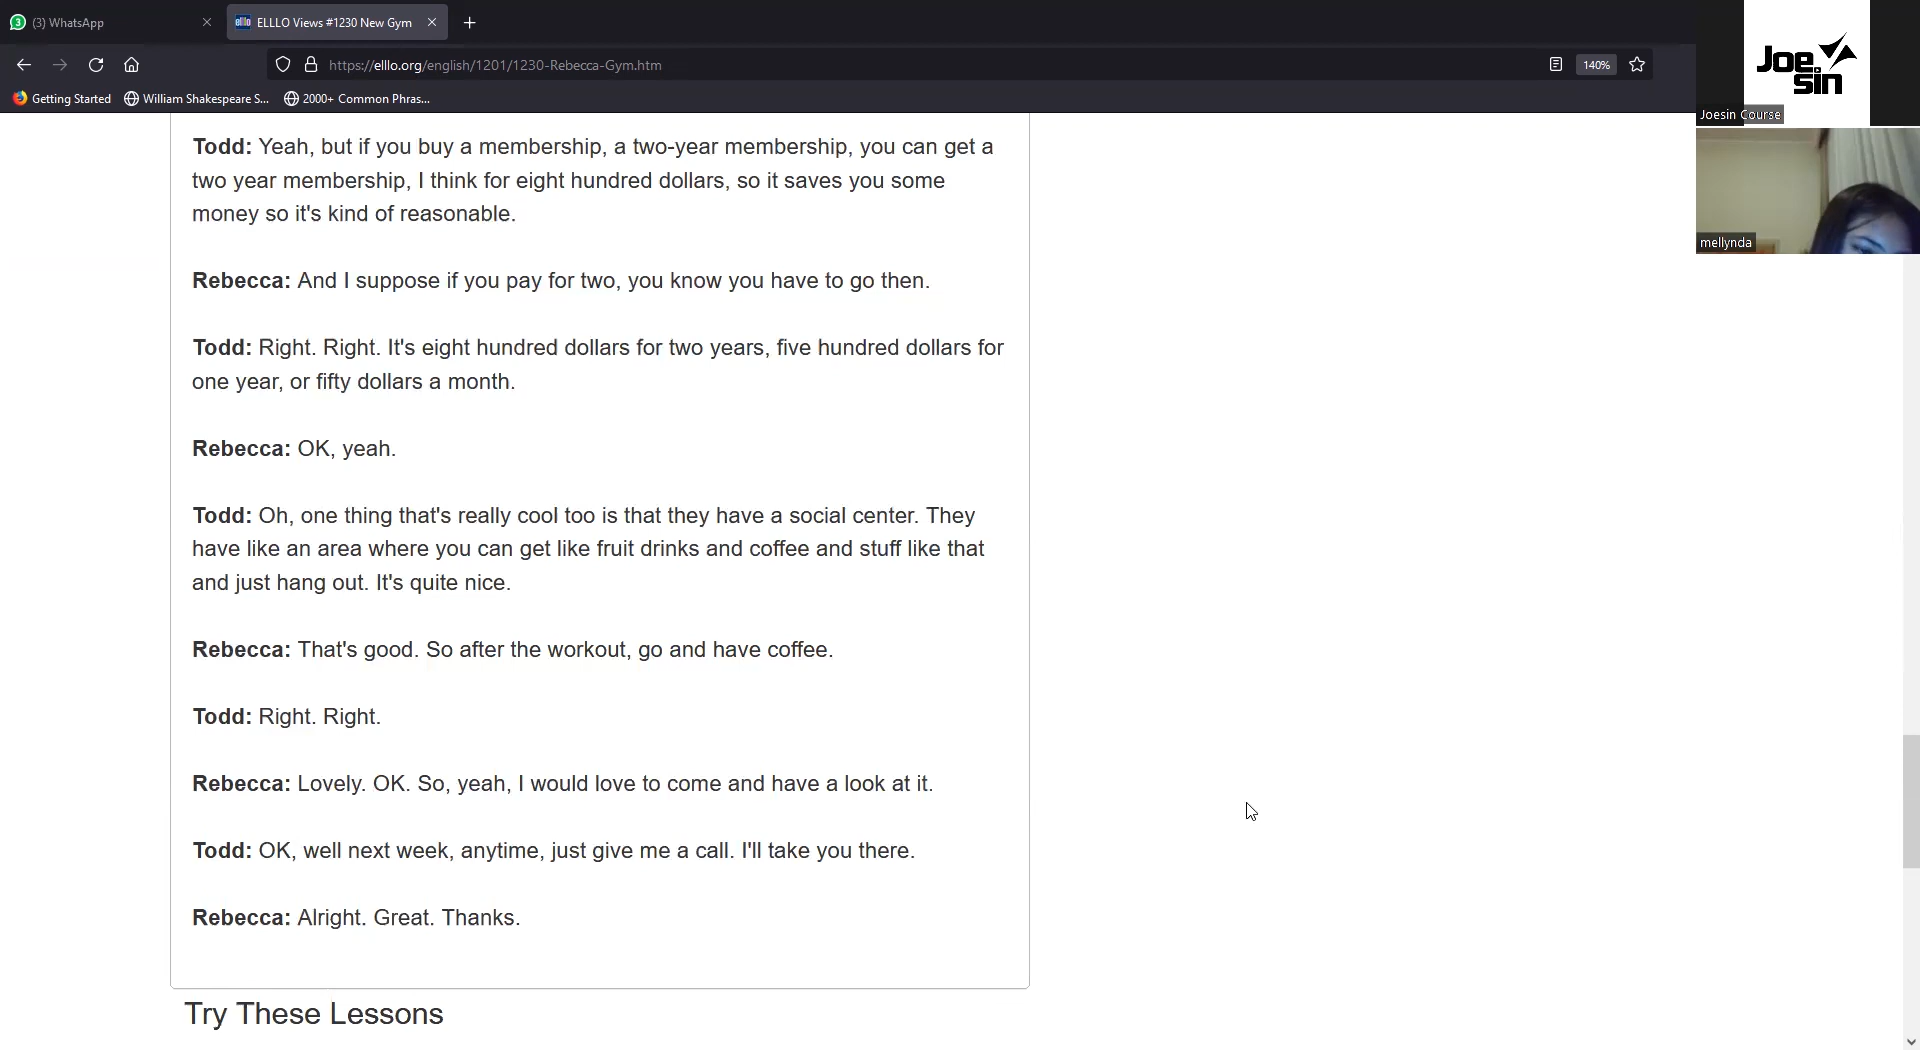 3 (3) WhatsApp
elllo ELLLO Views #1230 New Gym
https://elllo.org/english/1201/1230-Rebecca-Gym.htm
140%
Getting Started
William Shakespeare S...
2000+ Common Phras...
Joe sin
Joesin Course
mellynda
Todd: Yeah, but if you buy a membership, a two-year membership, you can get a
two year membership, I think for eight hundred dollars, so it saves you some
money so it's kind of reasonable.
Rebecca: And I suppose if you pay for two, you know you have to go then.
Todd: Right. Right. It's eight hundred dollars for two years, five hundred dollars for
one year, or fifty dollars a month.
Rebecca: OK, yeah.
Todd: Oh, one thing that's really cool too is that they have a social center. They
have like an area where you can get like fruit drinks and coffee and stuff like that
and just hang out. It's quite nice.
Rebecca: That's good. So after the workout, go and have coffee.
Todd: Right. Right.
Rebecca: Lovely. OK. So, yeah, I would love to come and have a look at it.
Todd: OK, well next week, anytime, just give me a call. I'll take you there.
Rebecca: Alright. Great. Thanks.
Try These Lessons